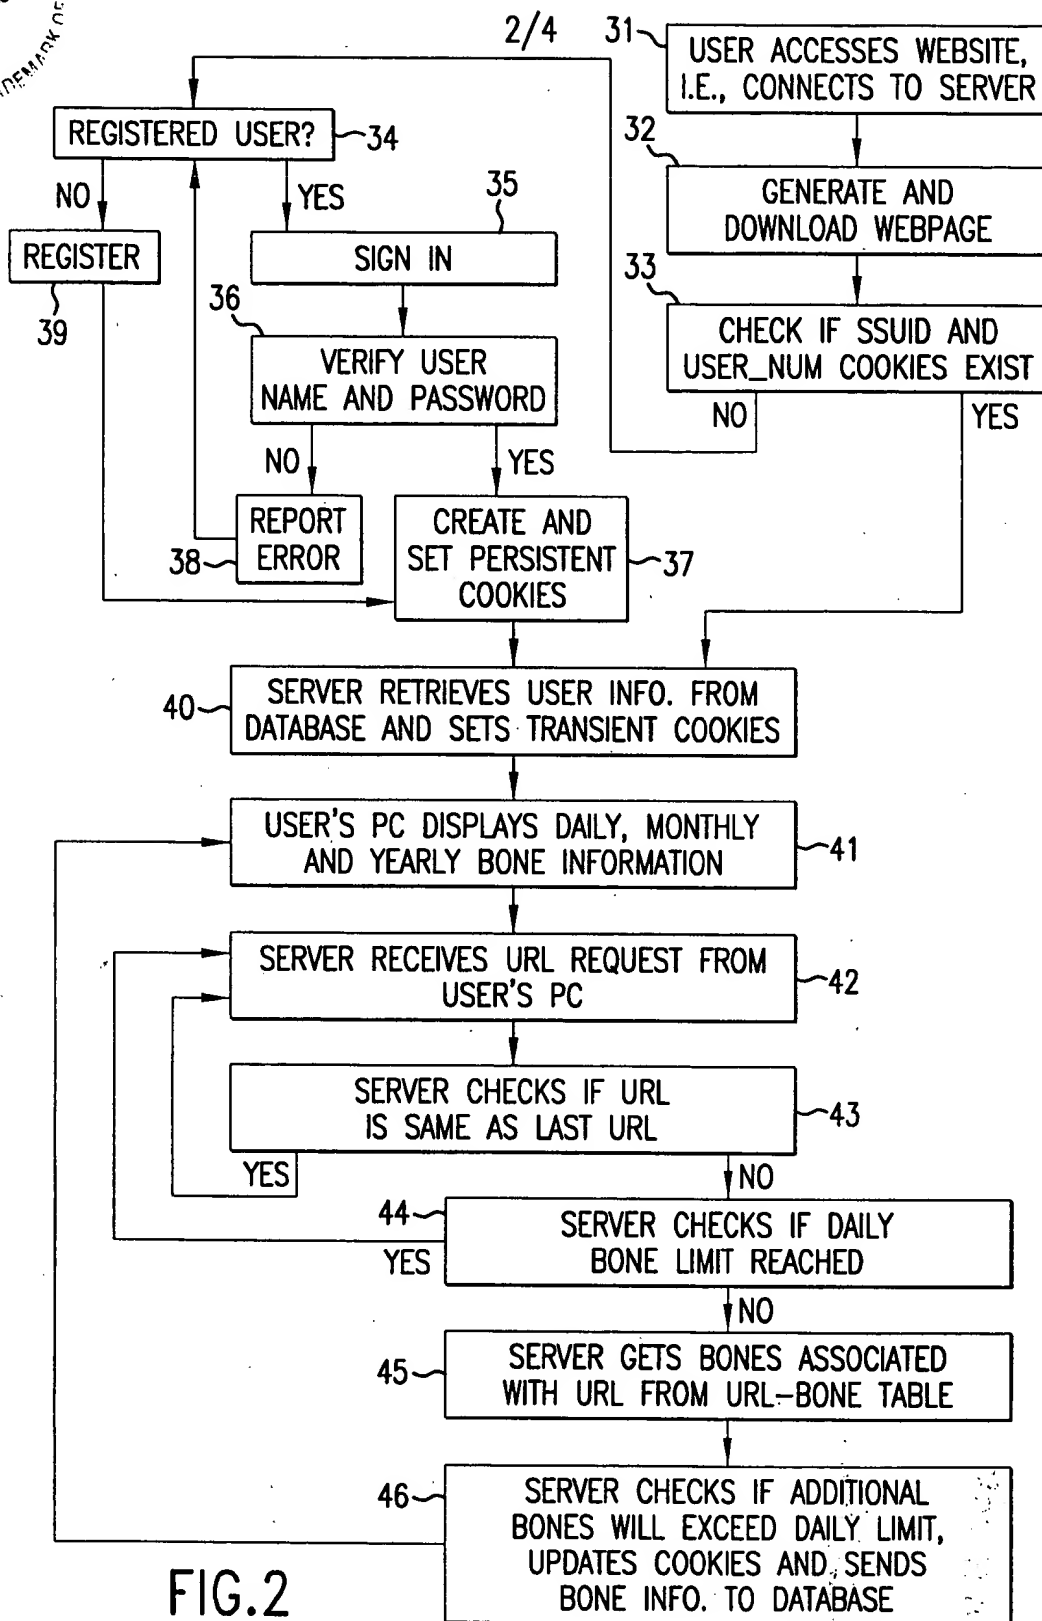 2/4
31
USER ACCESSES WEBSITE,
I.E., CONNECTS TO SERVER
32
GENERATE AND
DOWNLOAD WEBPAGE
33
CHECK IF SSUID AND
USER_NUM COOKIES EXIST
NO
YES
REGISTERED USER?
34
NO
YES
REGISTER
39
35
SIGN IN
36
VERIFY USER
NAME AND PASSWORD
NO
YES
REPORT
ERROR
38
CREATE AND
SET PERSISTENT
COOKIES
37
40
SERVER RETRIEVES USER INFO. FROM
DATABASE AND SETS TRANSIENT COOKIES
USER'S PC DISPLAYS DAILY, MONTHLY
AND YEARLY BONE INFORMATION
41
SERVER RECEIVES URL REQUEST FROM
USER'S PC
42
SERVER CHECKS IF URL
IS SAME AS LAST URL
43
YES
NO
44
SERVER CHECKS IF DAILY
BONE LIMIT REACHED
YES
NO
45
SERVER GETS BONES ASSOCIATED
WITH URL FROM URL-BONE TABLE
46
SERVER CHECKS IF ADDITIONAL
BONES WILL EXCEED DAILY LIMIT,
UPDATES COOKIES AND SENDS
BONE INFO. TO DATABASE
FIG.2